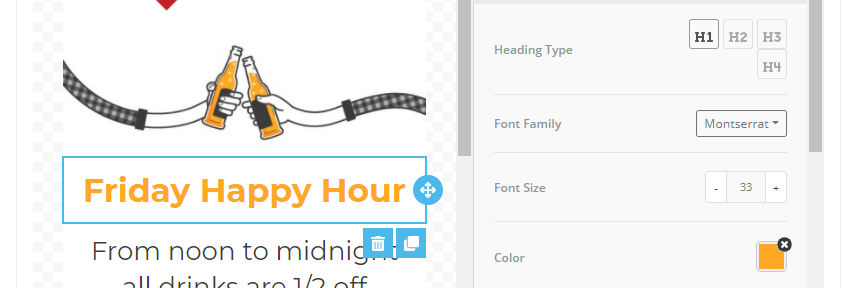 Friday Happy Hour
From noon to midnight
all drinks are 1/2 off
Heading Type
H1 H2 H3
H4
Font Family
Montserrat
Font Size
- 33 +
Color